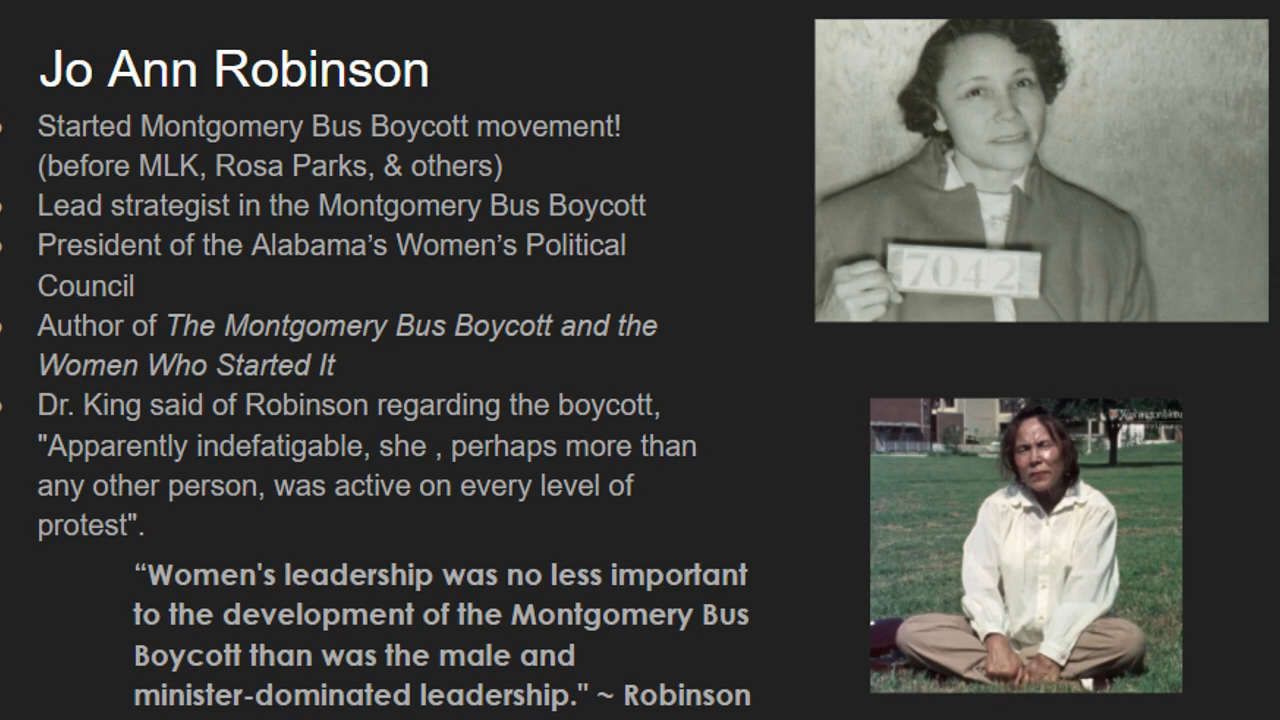 Jo Ann Robinson
Started Montgomery Bus Boycott movement!
(before MLK, Rosa Parks, & others)
Lead strategist in the Montgomery Bus Boycott
President of the Alabama’s Women’s Political
Council
Author of The Montgomery Bus Boycott and the
Women Who Started It
Dr. King said of Robinson regarding the boycott,
"Apparently indefatigable, she , perhaps more than
any other person, was active on every level of
protest".
“Women's leadership was no less important
to the development of the Montgomery Bus
Boycott than was the male and
minister-dominated leadership." ~ Robinson
7042